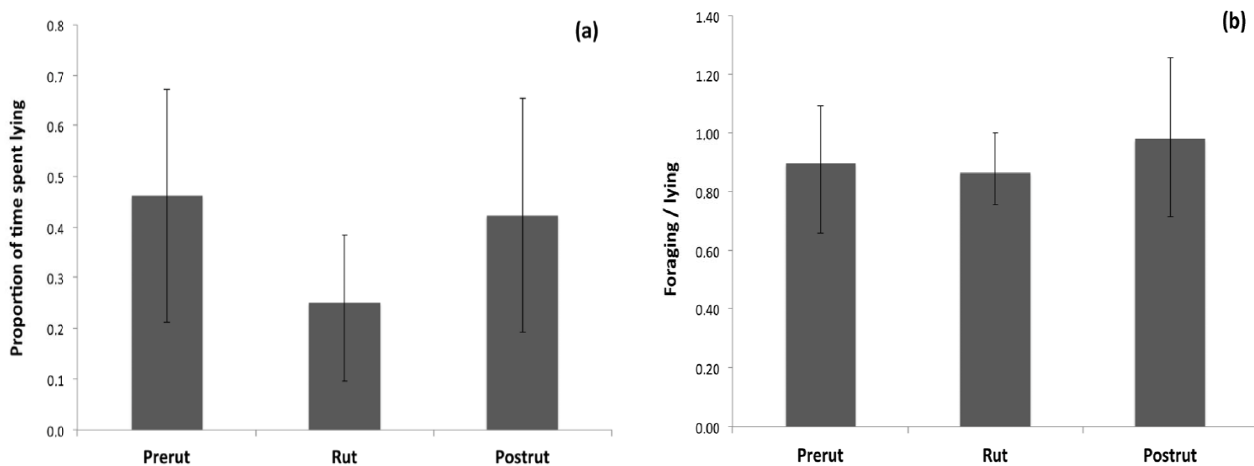 (a)
Proportion of time spent lying
0.8
0.7
0.6
0.5
0.4
0.3
0.2
0.1
0.0
Prerut Rut Postrut
(b)
Foraging / lying
1.40
1.20
1.00
0.80
0.60
0.40
0.20
0.00
Prerut Rut Postrut